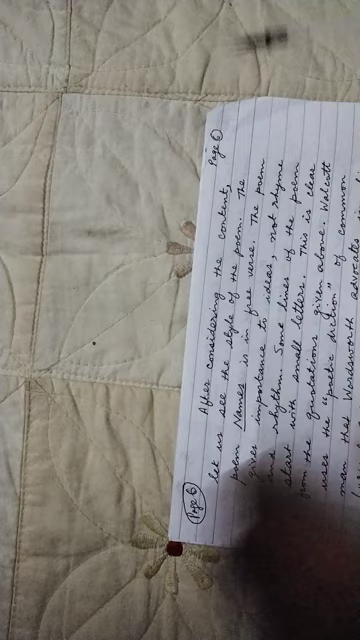 Page 6
Page 6
After considering the content,
let us see the style of the poem. The
poem Names is in free verse. The poem
gives importance to ideas, not rhyme
and rhythm. Some lines of the poem
start with small letters. This is clear
from the quotations given above. Walcott
uses the "poetic diction" of common
man that Wordsworth advocates